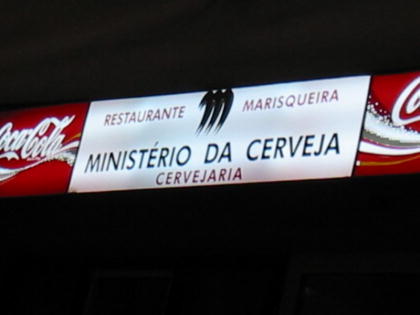 Coca-Cola
RESTAURANTE MARISQUEIRA
MINISTÉRIO DA CERVEJA
CERVEJARIA